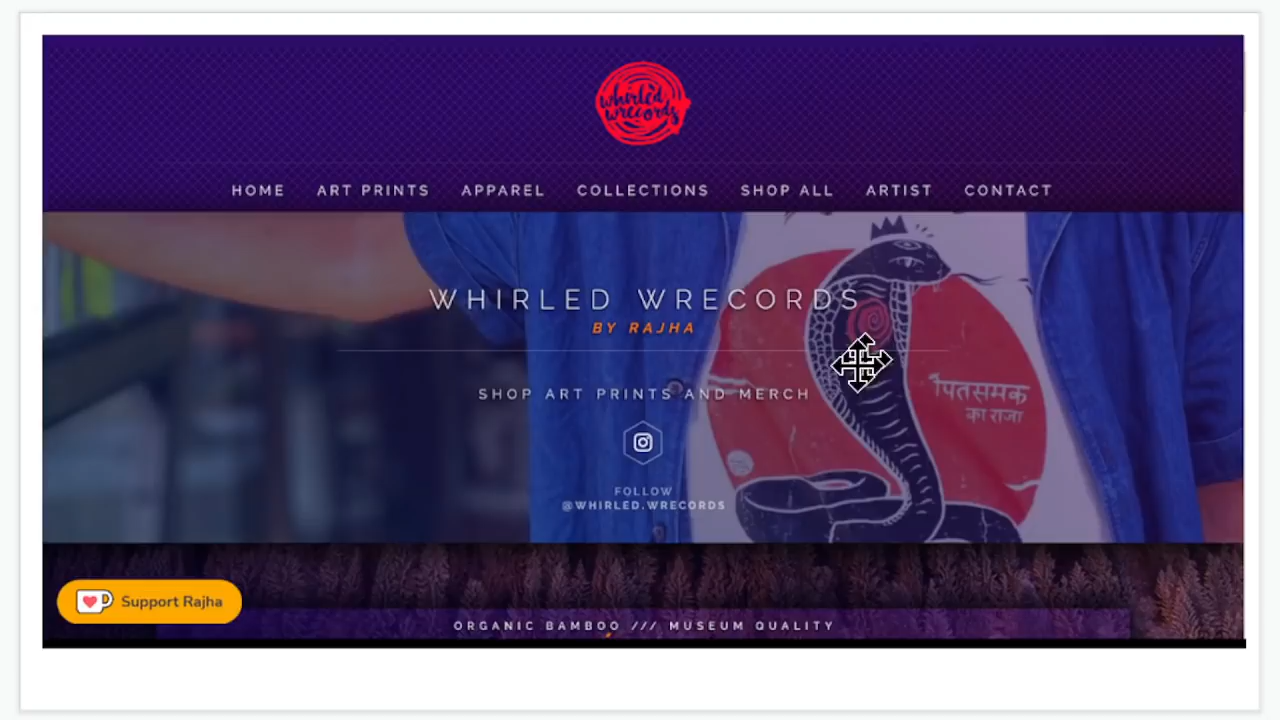 whirled
wrecords
HOME ART PRINTS APPAREL COLLECTIONS SHOP ALL ARTIST CONTACT
WHIRLED WRECORDS
BY RAJHA
SHOP ART PRINTS AND MERCH
FOLLOW
@WHIRLED.WRECORDS
पितसमक
का राजा
Support Rajha
ORGANIC BAMBOO /// MUSEUM QUALITY